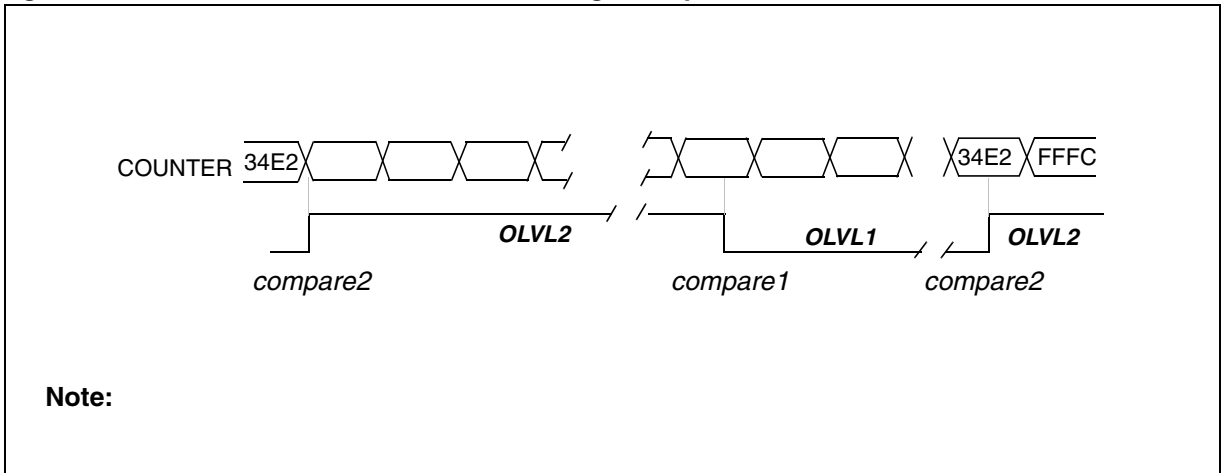 COUNTER 34E2 34E2 FFFC
OLVL2 OLVL1 OLVL2
compare2 compare1 compare2
Note: